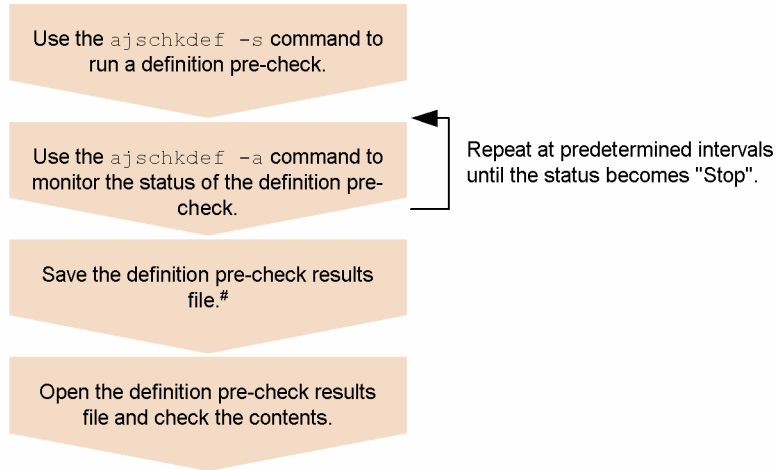 Use the ajschkdef -s command to
run a definition pre-check.
Use the ajschkdef -a command to
monitor the status of the definition pre-
check.
Repeat at predetermined intervals
until the status becomes "Stop".
Save the definition pre-check results
file.#
Open the definition pre-check results
file and check the contents.